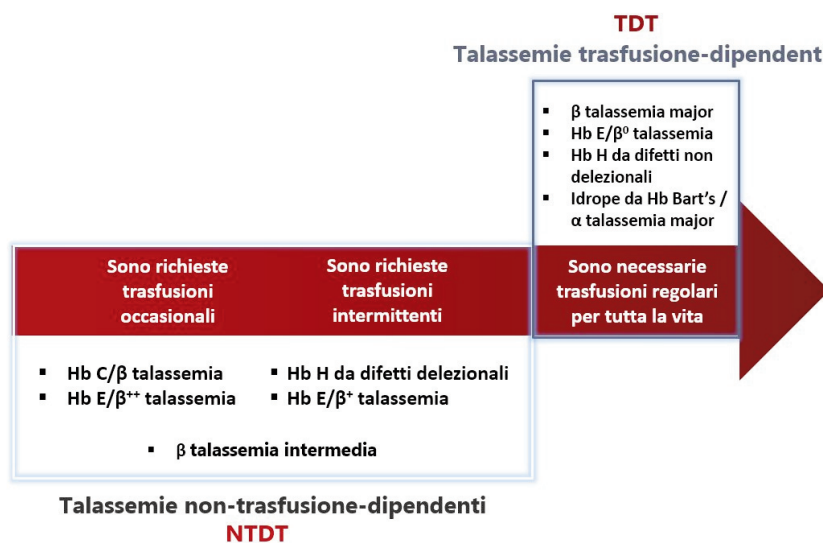 TDT
Talassemie trasfusione-dipendent
▪ β talassemia major
▪ Hb E/β⁰ talassemia
▪ Hb H da difetti non
delezionali
▪ Idrope da Hb Bart's /
α talassemia major
Sono richieste
trasfusioni
occasionali
Sono richieste
trasfusioni
intermittenti
Sono necessarie
trasfusioni regolari
per tutta la vita
▪ Hb C/β talassemia
▪ Hb E/β⁺⁺ talassemia
▪ Hb H da difetti delezionali
▪ Hb E/β⁺ talassemia
▪ β talassemia intermedia
Talassemie non-trasfusione-dipendenti
NTDT